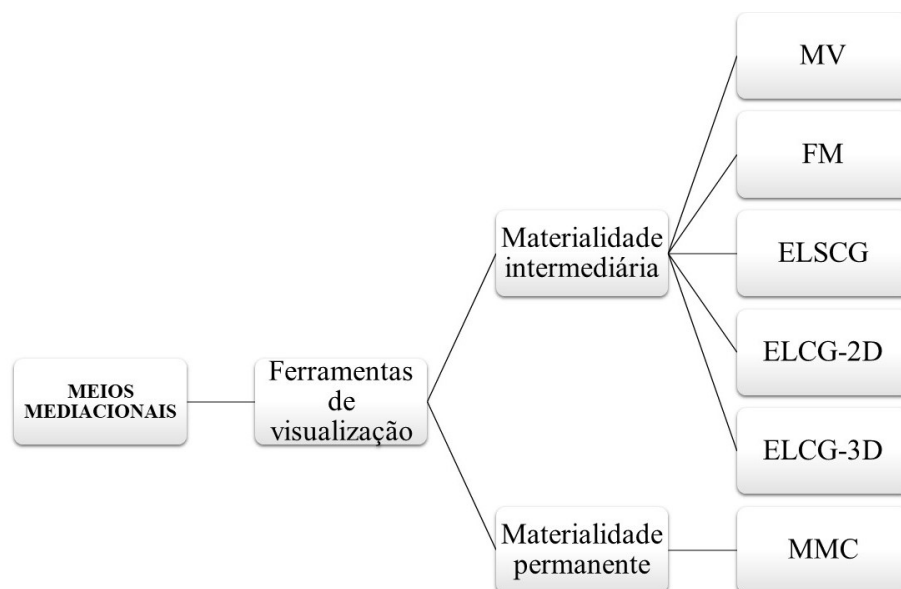 MEIOS
MEDIACIONAIS
Ferramentas
de
visualização
Materialidade
intermediária
MV
FM
ELSCG
ELCG-2D
ELCG-3D
Materialidade
permanente
MMC